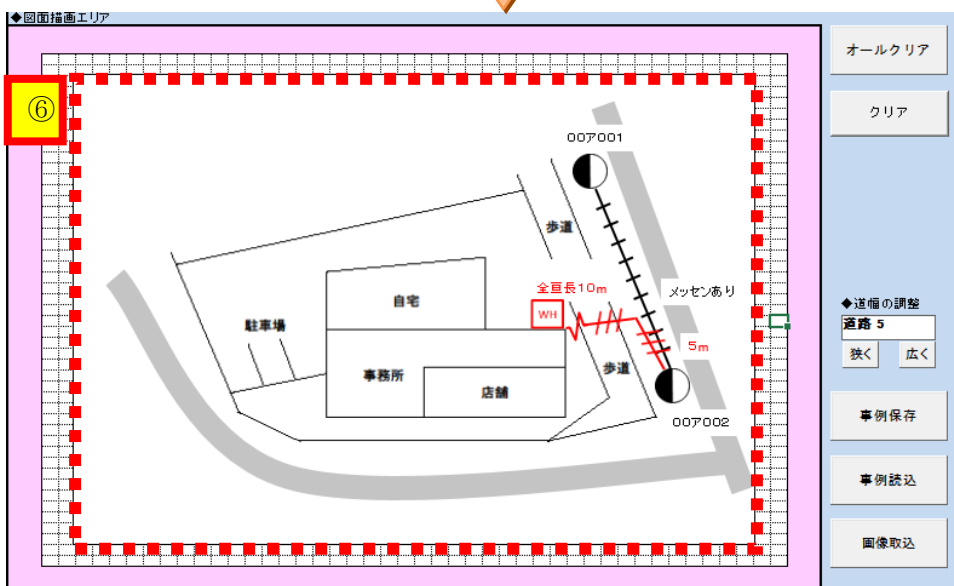 ◆図面描画エリア
オールクリア
⑥
クリア
００ア００１
歩道
全亘長10m
メッセンあり
◆道幅の調整
自宅
WH
道路 5
駐車場
5m
狭く
広く
歩道
事務所
店舗
００ア００２
事例保存
事例読込
画像取込